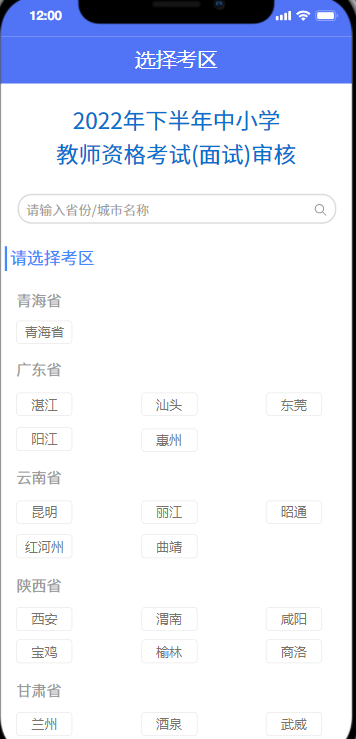 12:00
选择考区
2022年下半年中小学
教师资格考试(面试)审核
请输入省份/城市名称
请选择考区
青海省
青海省
广东省
湛江 汕头 东莞
阳江 惠州
云南省
昆明 丽江 昭通
红河州 曲靖
陕西省
西安 渭南 咸阳
宝鸡 榆林 商洛
甘肃省
兰州 酒泉 武威